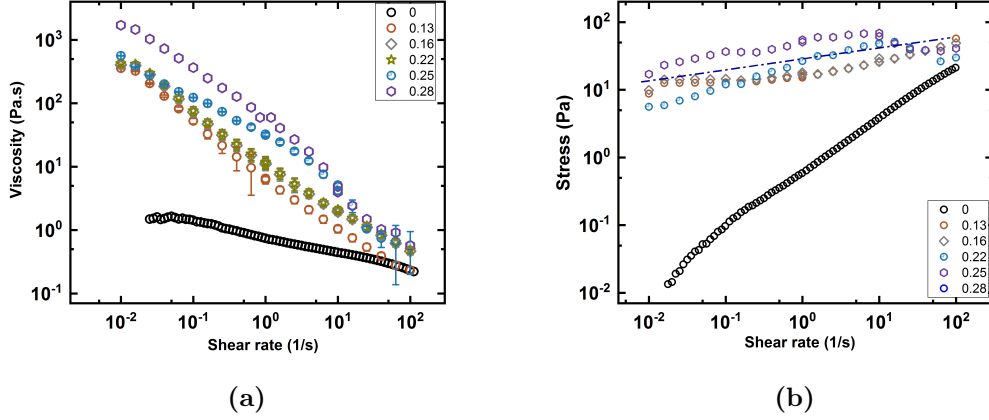 10³
10²
10¹
10⁰
10⁻¹
Viscosity (Pa.s)
10⁻² 10⁻¹ 10⁰ 10¹ 10²
Shear rate (1/s)
0
0.13
0.16
0.22
0.25
0.28
(a)
10²
10¹
10⁰
10⁻¹
10⁻²
Stress (Pa)
10⁻² 10⁻¹ 10⁰ 10¹ 10²
Shear rate (1/s)
0
0.13
0.16
0.22
0.25
0.28
(b)